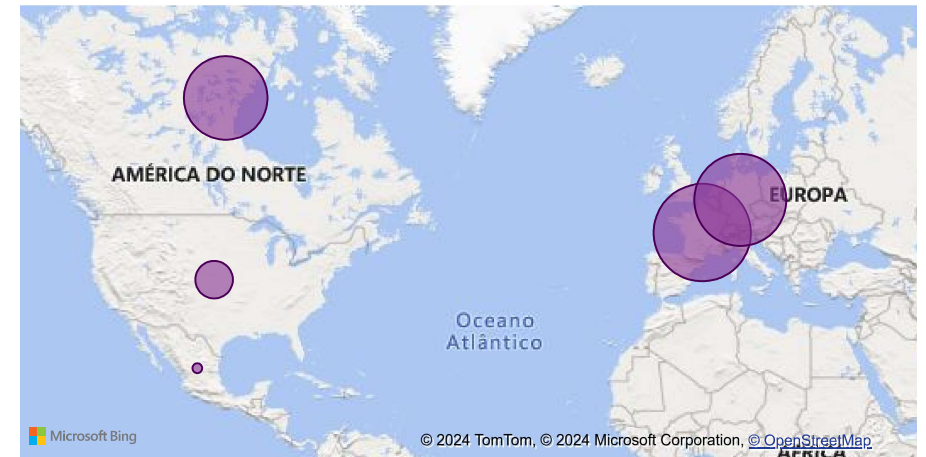 AMÉRICA DO NORTE
EUROPA
Oceano
Atlântico
Microsoft Bing
© 2024 TomTom, © 2024 Microsoft Corporation, © OpenStreetMap
ÁFRICA